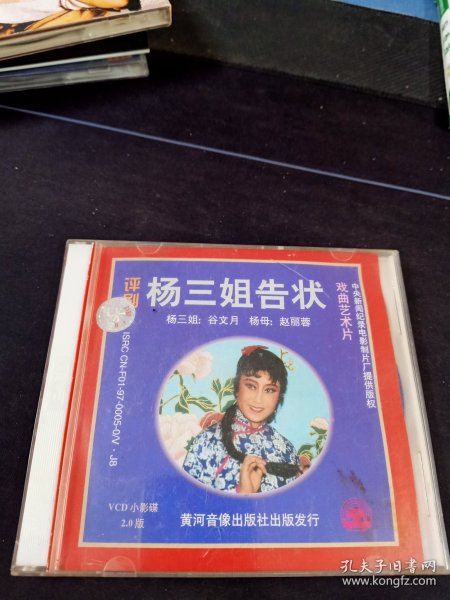 评剧
杨三姐告状
杨三姐：谷文月 杨母：赵丽蓉
戏曲艺术片
中央新闻纪录电影制片厂提供版权
ISRC CN-F01-97-0005-0/V·J8
VCD 小影碟
2.0 版
黄河音像出版社出版发行
孔夫子旧书网
www.kongfz.com